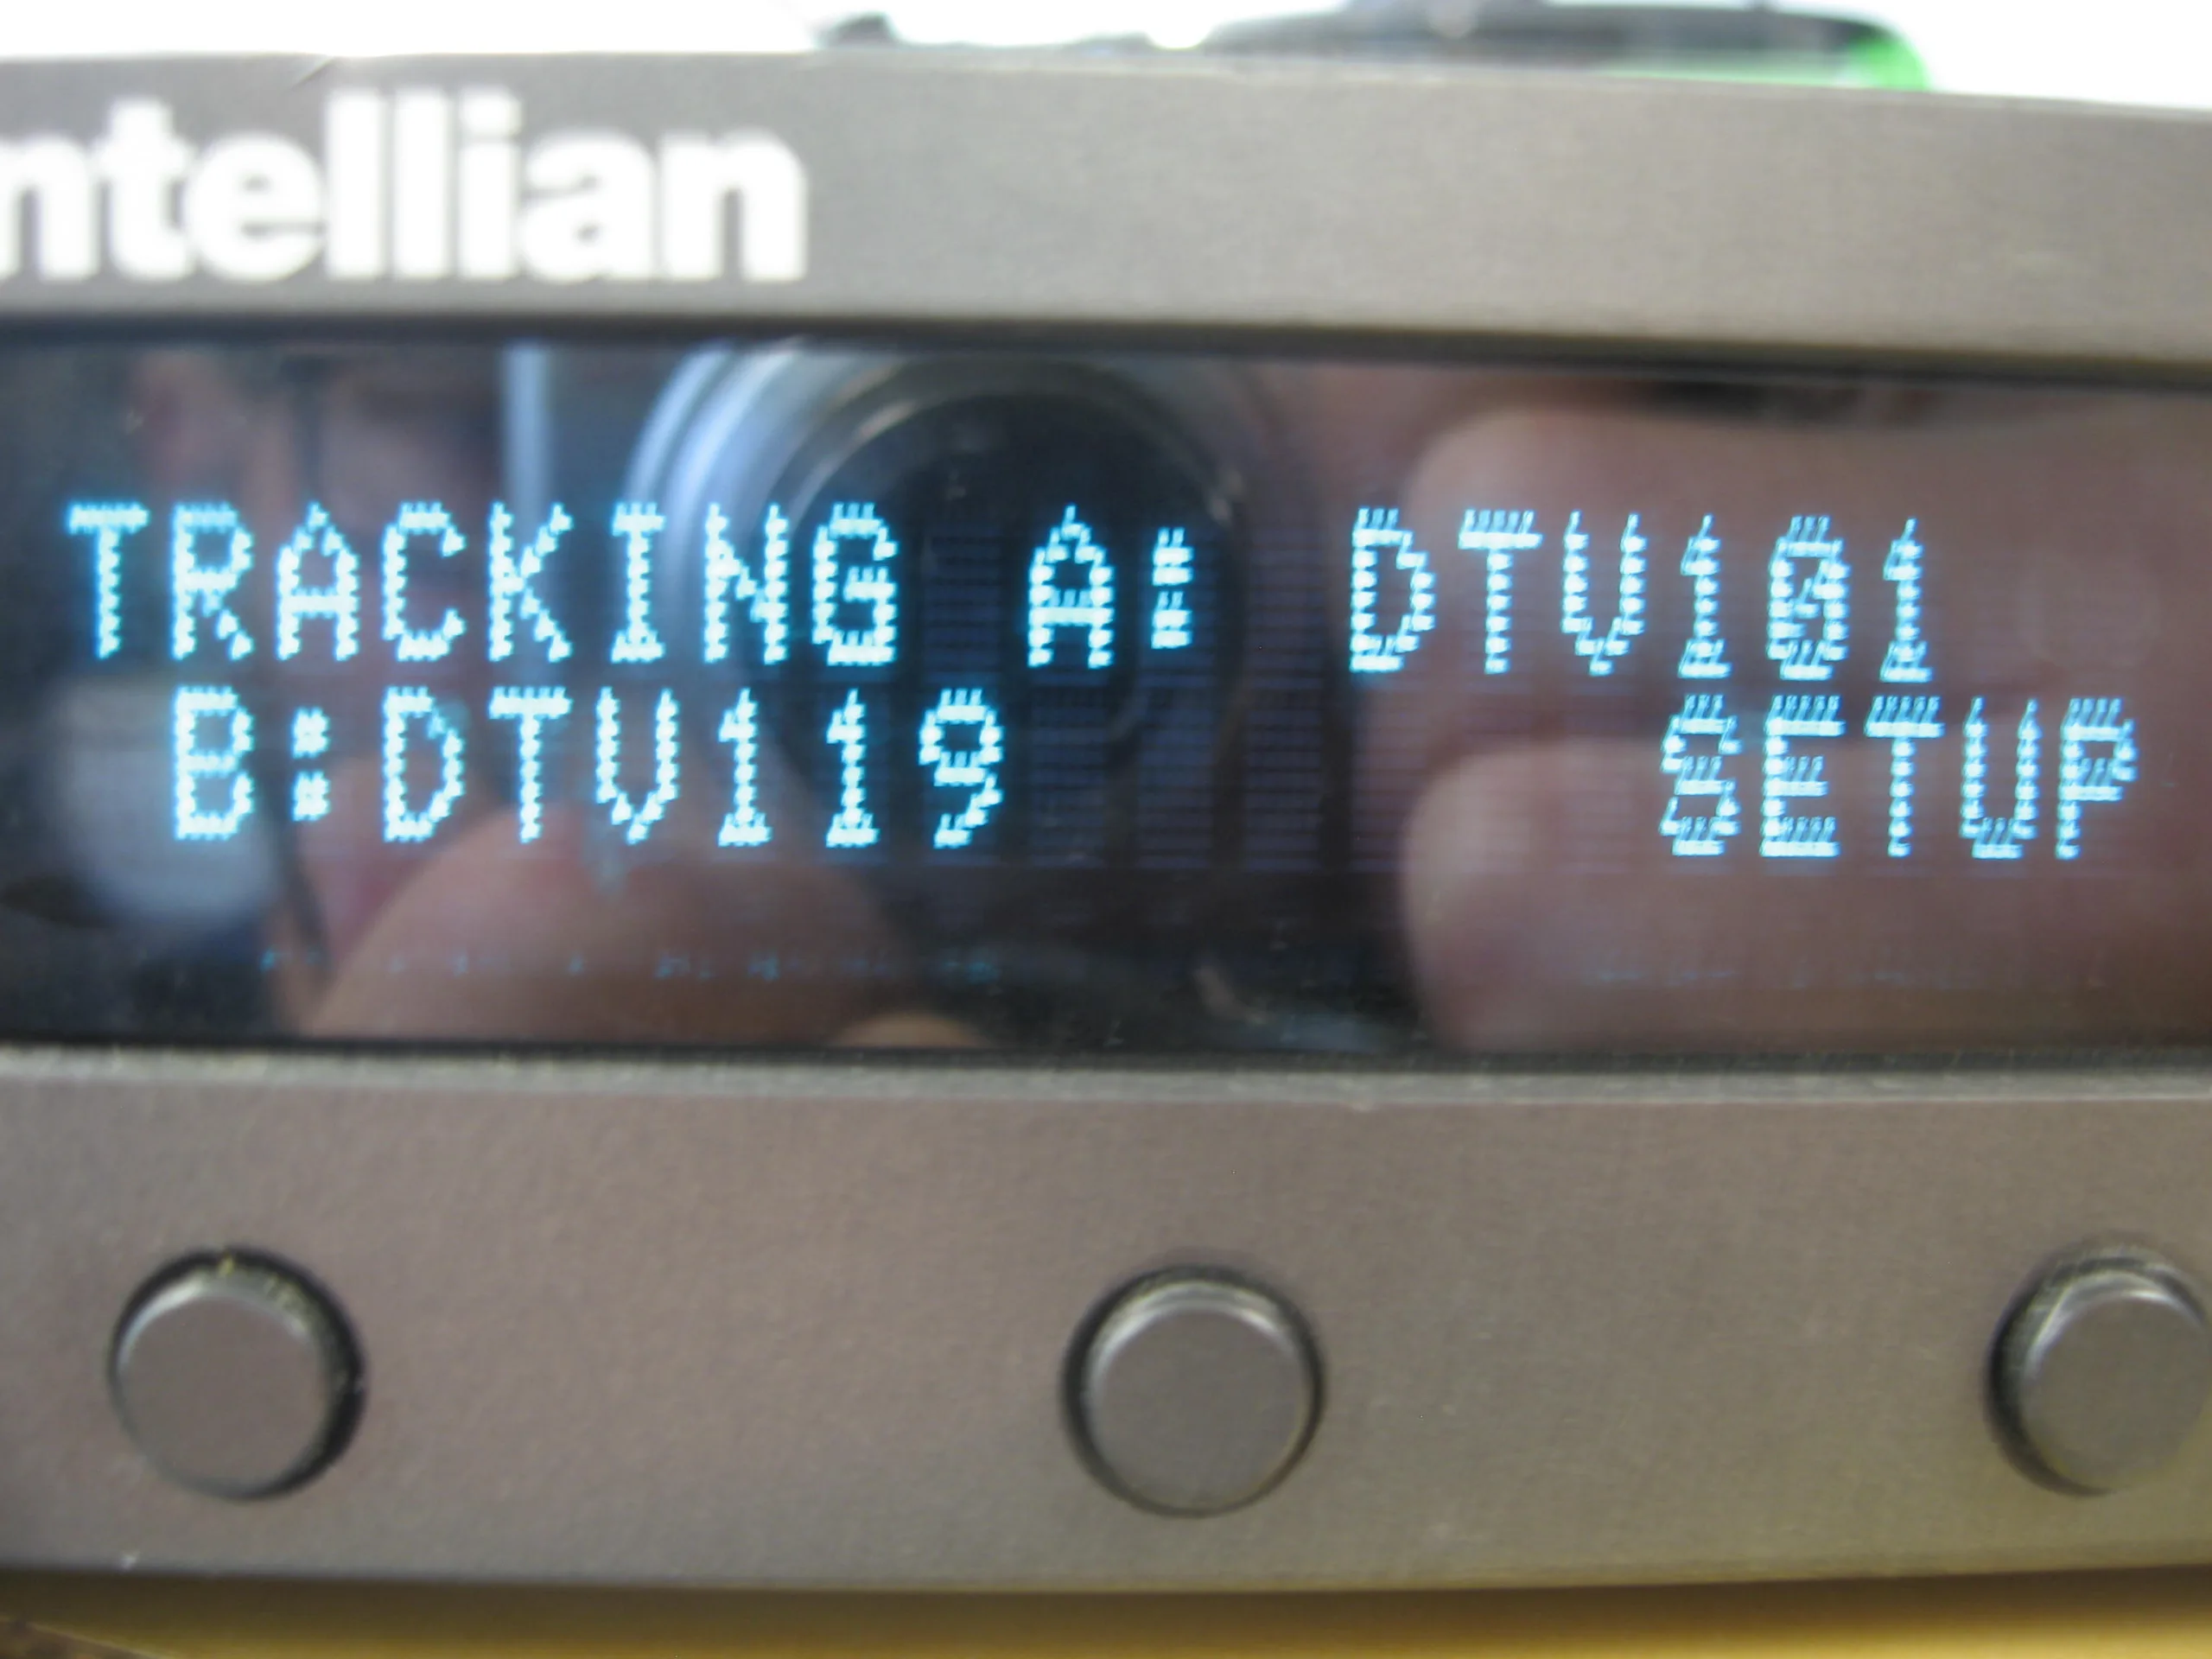 ntellian
TRACKING A: DTV101
B:DTV119 SETUP